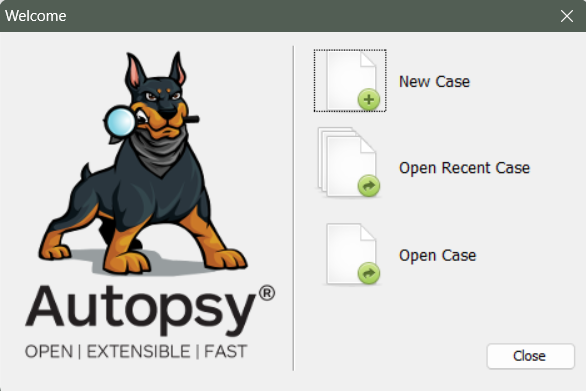 Welcome
New Case
Open Recent Case
Open Case
Autopsy®
OPEN | EXTENSIBLE | FAST
Close